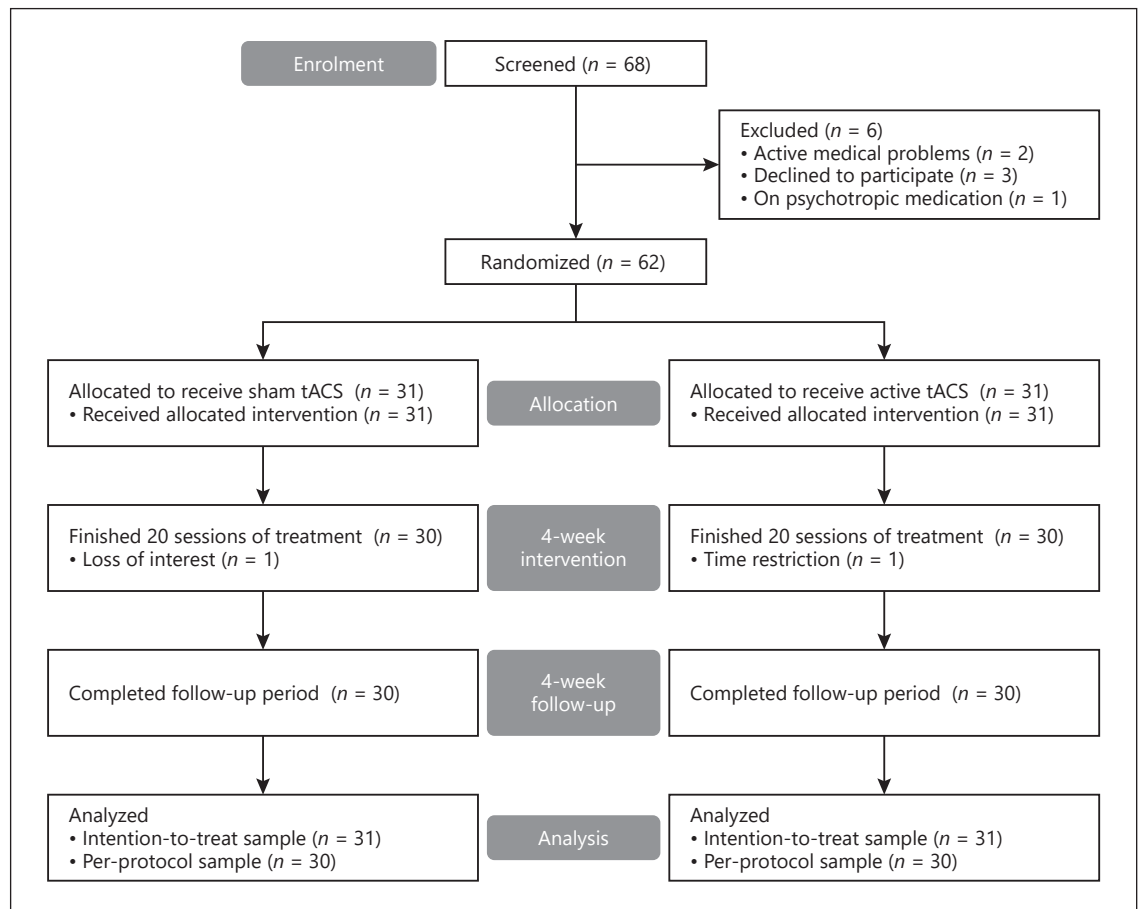 Enrolment
Screened (n = 68)
Excluded (n = 6)
• Active medical problems (n = 2)
• Declined to participate (n = 3)
• On psychotropic medication (n = 1)
Randomized (n = 62)
Allocated to receive sham tACS (n = 31)
• Received allocated intervention (n = 31)
Allocation
Allocated to receive active tACS (n = 31)
• Received allocated intervention (n = 31)
Finished 20 sessions of treatment (n = 30)
• Loss of interest (n = 1)
4-week
intervention
Finished 20 sessions of treatment (n = 30)
• Time restriction (n = 1)
Completed follow-up period (n = 30)
4-week
follow-up
Completed follow-up period (n = 30)
Analyzed
• Intention-to-treat sample (n = 31)
• Per-protocol sample (n = 30)
Analysis
Analyzed
• Intention-to-treat sample (n = 31)
• Per-protocol sample (n = 30)